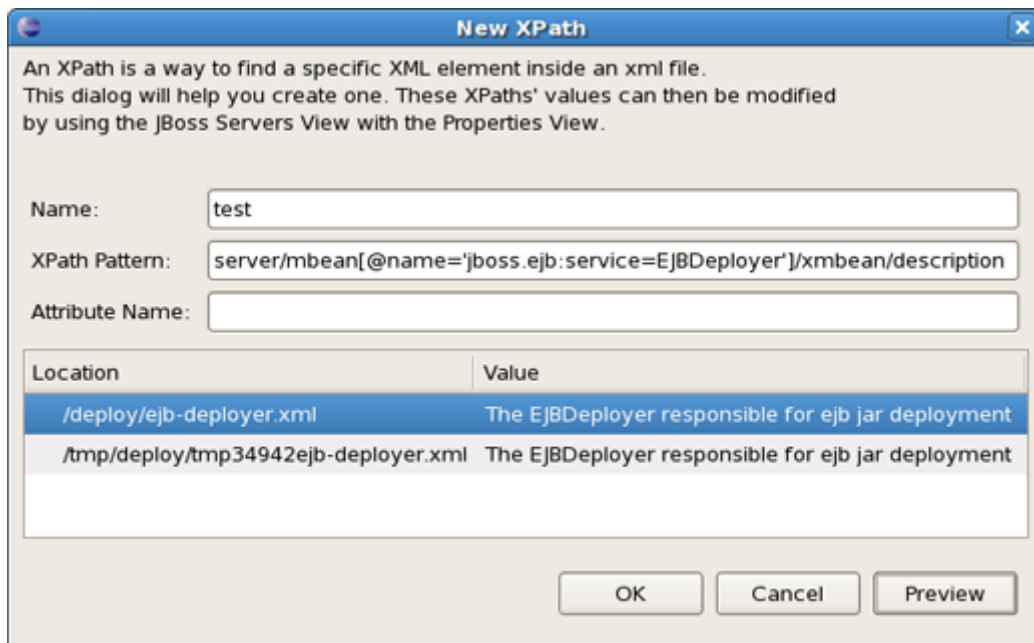 New XPath
An XPath is a way to find a specific XML element inside an xml file.
This dialog will help you create one. These XPaths' values can then be modified
by using the JBoss Servers View with the Properties View.
Name: test
XPath Pattern: server/mbean[@name='jboss.ejb:service=EJBDeployer']/xmbean/description
Attribute Name:
Location Value
/deploy/ejb-deployer.xml The EJBDeployer responsible for ejb jar deployment
/tmp/deploy/tmp34942ejb-deployer.xml The EJBDeployer responsible for ejb jar deployment
OK Cancel Preview